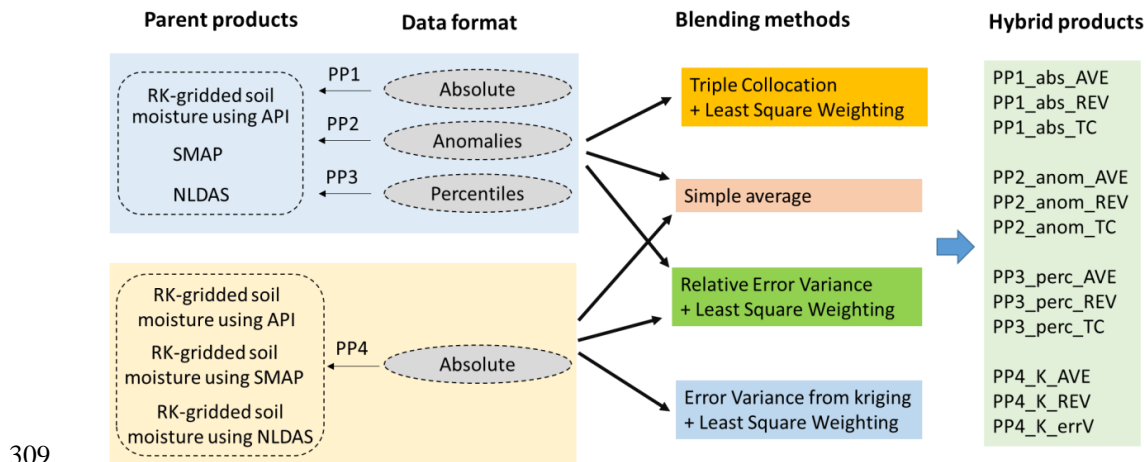 Parent products
Data format
Blending methods
Hybrid products
RK-gridded soil
moisture using API
SMAP
NLDAS
PP1
PP2
PP3
Absolute
Anomalies
Percentiles
RK-gridded soil
moisture using API
RK-gridded soil
moisture using SMAP
RK-gridded soil
moisture using NLDAS
PP4
Absolute
Triple Collocation
+ Least Square Weighting
Simple average
Relative Error Variance
+ Least Square Weighting
Error Variance from kriging
+ Least Square Weighting
PP1_abs_AVE
PP1_abs_REV
PP1_abs_TC
PP2_anom_AVE
PP2_anom_REV
PP2_anom_TC
PP3_perc_AVE
PP3_perc_REV
PP3_perc_TC
PP4_K_AVE
PP4_K_REV
PP4_K_errV
309